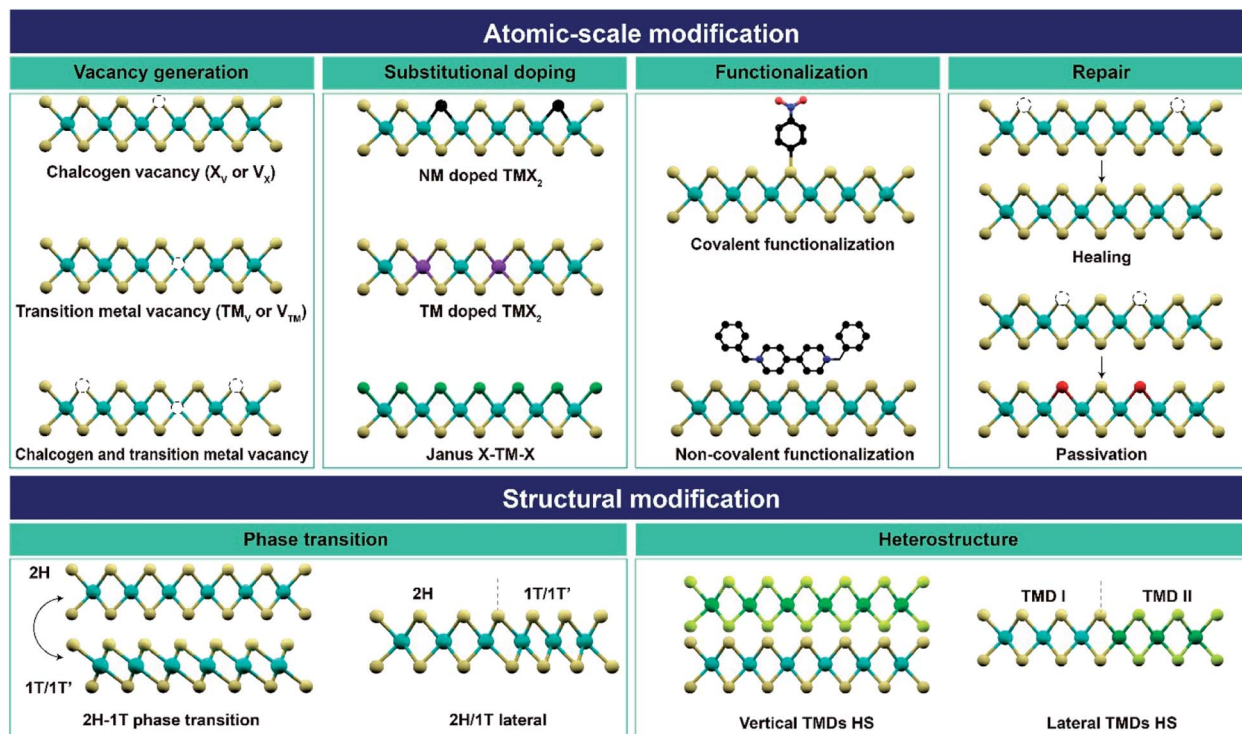 Atomic-scale modification
Vacancy generation
Substitutional doping
Functionalization
Repair
Chalcogen vacancy (Xᵥ or Vₓ)
Transition metal vacancy (TMᵥ or V_TM)
Chalcogen and transition metal vacancy
NM doped TMX₂
TM doped TMX₂
Janus X-TM-X
Covalent functionalization
Non-covalent functionalization
Healing
Passivation
Structural modification
Phase transition
Heterostructure
2H
1T/1T’
2H-1T phase transition
2H
1T/1T’
2H/1T lateral
Vertical TMDs HS
TMD I
TMD II
Lateral TMDs HS